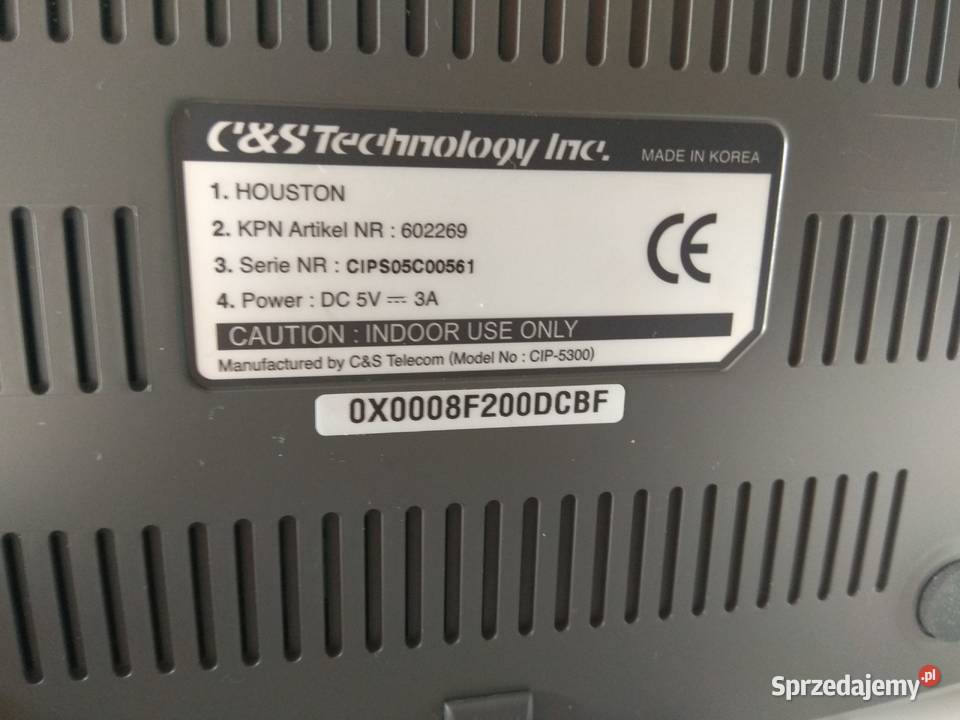 C&S Technology Inc. MADE IN KOREA
1. HOUSTON
2. KPN Artikel NR : 602269
3. Serie NR : CIPS05C00561
4. Power : DC 5V ⎓ 3A
CE
CAUTION : INDOOR USE ONLY
Manufactured by C&S Telecom (Model No : CIP-5300)
0X0008F200DCBF
Sprzedajemy.pl